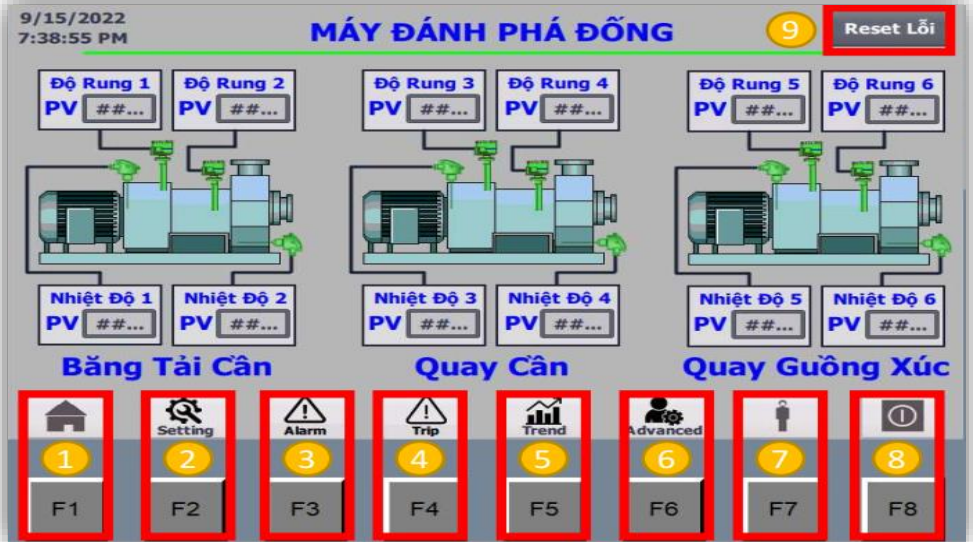 9/15/2022
7:38:55 PM
MÁY ĐÁNH PHÁ ĐỐNG
9
Reset Lỗi
Độ Rung 1
PV ##...
Độ Rung 2
PV ##...
Độ Rung 3
PV ##...
Độ Rung 4
PV ##...
Độ Rung 5
PV ##...
Độ Rung 6
PV ##...
Nhiệt Độ 1
PV ##...
Nhiệt Độ 2
PV ##...
Nhiệt Độ 3
PV ##...
Nhiệt Độ 4
PV ##...
Nhiệt Độ 5
PV ##...
Nhiệt Độ 6
PV ##...
Băng Tải Cần
Quay Cần
Quay Guồng Xúc
Setting
Alarm
Trip
Trend
Advanced
1
2
3
4
5
6
7
8
F1
F2
F3
F4
F5
F6
F7
F8